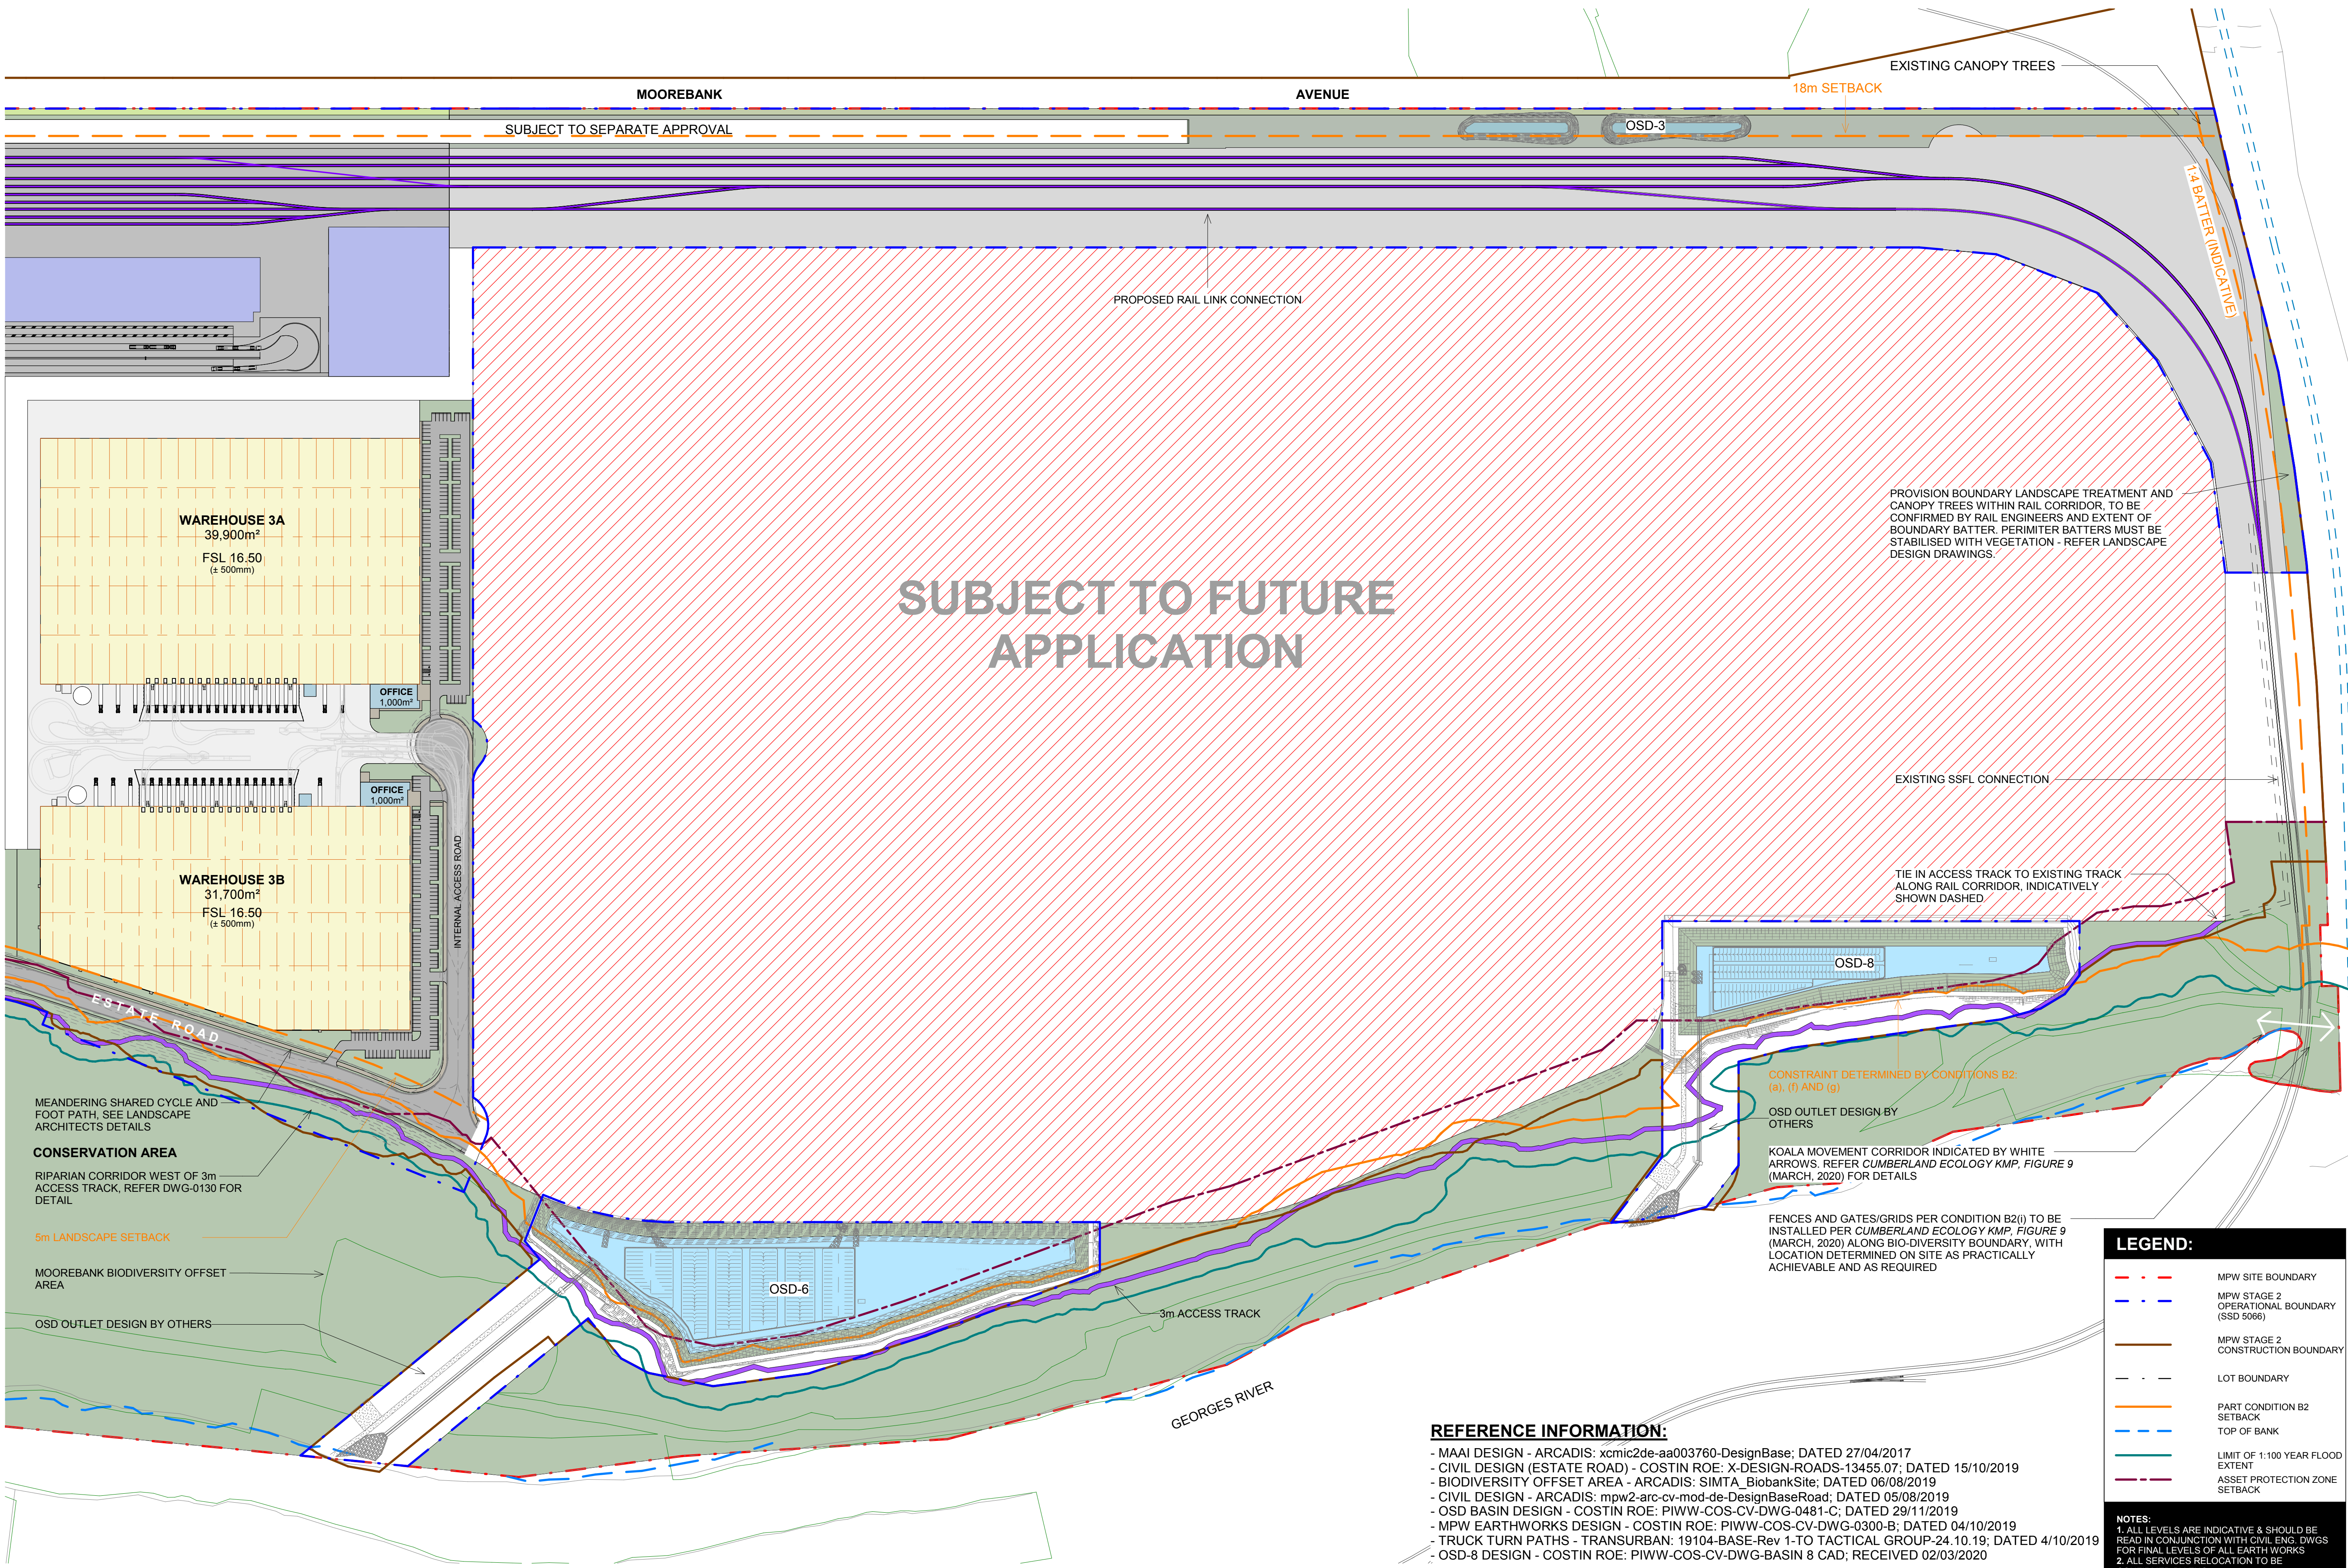 EXISTING CANOPY TREES
MOOREBANK AVENUE
18m SETBACK
SUBJECT TO SEPARATE APPROVAL
OSD-3
1:4 BATTER (INDICATIVE)
PROPOSED RAIL LINK CONNECTION
WAREHOUSE 3A
39,900m²
FSL 16.50
(± 500mm)
PROVISION BOUNDARY LANDSCAPE TREATMENT AND
CANOPY TREES WITHIN RAIL CORRIDOR, TO BE
CONFIRMED BY RAIL ENGINEERS AND EXTENT OF
BOUNDARY BATTER. PERIMITER BATTERS MUST BE
STABILISED WITH VEGETATION - REFER LANDSCAPE
DESIGN DRAWINGS.
SUBJECT TO FUTURE
APPLICATION
OFFICE
1,000m²
OFFICE
1,000m²
EXISTING SSFL CONNECTION
WAREHOUSE 3B
31,700m²
FSL 16.50
(± 500mm)
INTERNAL ACCESS ROAD
TIE IN ACCESS TRACK TO EXISTING TRACK
ALONG RAIL CORRIDOR, INDICATIVELY
SHOWN DASHED
OSD-8
ESTATE ROAD
MEANDERING SHARED CYCLE AND
FOOT PATH, SEE LANDSCAPE
ARCHITECTS DETAILS
CONSERVATION AREA
RIPARIAN CORRIDOR WEST OF 3m
ACCESS TRACK, REFER DWG-0130 FOR
DETAIL
5m LANDSCAPE SETBACK
MOOREBANK BIODIVERSITY OFFSET
AREA
OSD OUTLET DESIGN BY OTHERS
OSD-6
3m ACCESS TRACK
GEORGES RIVER
CONSTRAINT DETERMINED BY CONDITIONS B2:
(a), (f) AND (g)
OSD OUTLET DESIGN BY
OTHERS
KOALA MOVEMENT CORRIDOR INDICATED BY WHITE
ARROWS. REFER CUMBERLAND ECOLOGY KMP, FIGURE 9
(MARCH, 2020) FOR DETAILS
FENCES AND GATES/GRIDS PER CONDITION B2(i) TO BE
INSTALLED PER CUMBERLAND ECOLOGY KMP, FIGURE 9
(MARCH, 2020) ALONG BIO-DIVERSITY BOUNDARY, WITH
LOCATION DETERMINED ON SITE AS PRACTICALLY
ACHIEVABLE AND AS REQUIRED
REFERENCE INFORMATION:
- MAAI DESIGN - ARCADIS: xcmic2de-aa003760-DesignBase; DATED 27/04/2017
- CIVIL DESIGN (ESTATE ROAD) - COSTIN ROE: X-DESIGN-ROADS-13455.07; DATED 15/10/2019
- BIODIVERSITY OFFSET AREA - ARCADIS: SIMTA_BiobankSite; DATED 06/08/2019
- CIVIL DESIGN - ARCADIS: mpw2-arc-cv-mod-de-DesignBaseRoad; DATED 05/08/2019
- OSD BASIN DESIGN - COSTIN ROE: PIWW-COS-CV-DWG-0481-C; DATED 29/11/2019
- MPW EARTHWORKS DESIGN - COSTIN ROE: PIWW-COS-CV-DWG-0300-B; DATED 04/10/2019
- TRUCK TURN PATHS - TRANSURBAN: 19104-BASE-Rev 1-TO TACTICAL GROUP-24.10.19; DATED 4/10/2019
- OSD-8 DESIGN - COSTIN ROE: PIWW-COS-CV-DWG-BASIN 8 CAD; RECEIVED 02/03/2020
LEGEND:
MPW SITE BOUNDARY
MPW STAGE 2
OPERATIONAL BOUNDARY
(SSD 5066)
MPW STAGE 2
CONSTRUCTION BOUNDARY
LOT BOUNDARY
PART CONDITION B2
SETBACK
TOP OF BANK
LIMIT OF 1:100 YEAR FLOOD
EXTENT
ASSET PROTECTION ZONE
SETBACK
NOTES:
1. ALL LEVELS ARE INDICATIVE & SHOULD BE
READ IN CONJUNCTION WITH CIVIL ENG. DWGS
FOR FINAL LEVELS OF ALL EARTH WORKS
2. ALL SERVICES RELOCATION TO BE